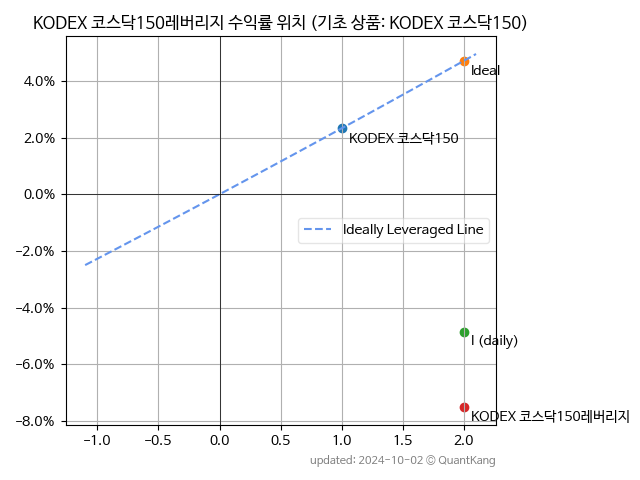 KODEX 코스닥150레버리지 수익률 위치 (기초 상품: KODEX 코스닥150)
4.0%
2.0%
0.0%
−2.0%
−4.0%
−6.0%
−8.0%
Ideal
KODEX 코스닥150
Ideally Leveraged Line
I (daily)
KODEX 코스닥150레버리지
−1.0
−0.5
0.0
0.5
1.0
1.5
2.0
updated: 2024-10-02 © QuantKang